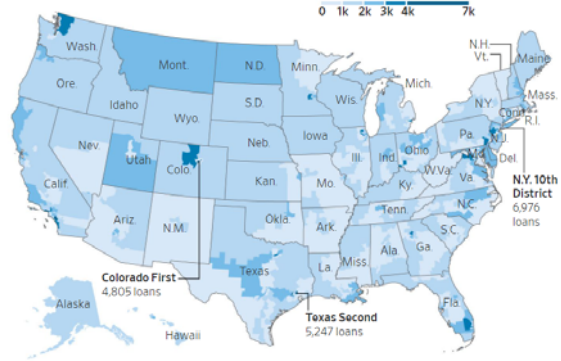 0 1k 2k 3k 4k 7k
Wash.
Mont.
N.D.
Minn.
N.H.
Vt.
Maine
Ore.
Idaho
Wyo.
S.D.
Wis.
Mich.
N.Y.
Mass.
Conn.
R.I.
Nev.
Utah
Colo.
Neb.
Iowa
Ill.
Ind.
Ohio
Pa.
N.J.
Md.
Del.
Calif.
Kan.
Mo.
Ky.
W.Va.
Va.
N.Y. 10th
District
6,976
loans
Ariz.
N.M.
Okla.
Ark.
Tenn.
N.C.
S.C.
Texas
La.
Miss.
Ala.
Ga.
Fla.
Colorado First
4,805 loans
Texas Second
5,247 loans
Alaska
Hawaii